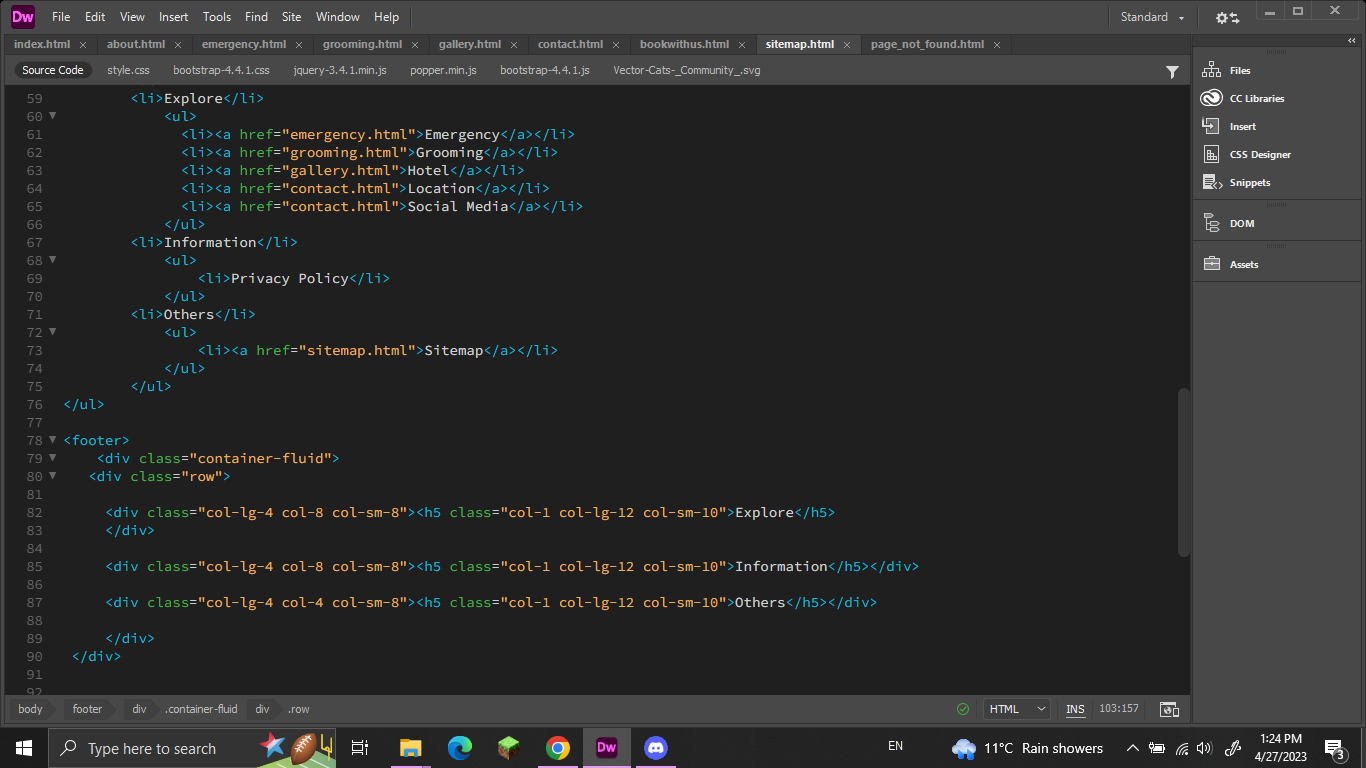 Dw File Edit View Insert Tools Find Site Window Help Standard
index.html × about.html × emergency.html × grooming.html × gallery.html × contact.html × bookwithus.html × sitemap.html × page_not_found.html ×
Source Code style.css bootstrap-4.4.1.css jquery-3.4.1.min.js popper.min.js bootstrap-4.4.1.js Vector-Cats-_Community_.svg
59 <li>Explore</li>
60 <ul>
61 <li><a href="emergency.html">Emergency</a></li>
62 <li><a href="grooming.html">Grooming</a></li>
63 <li><a href="gallery.html">Hotel</a></li>
64 <li><a href="contact.html">Location</a></li>
65 <li><a href="contact.html">Social Media</a></li>
66 </ul>
67 <li>Information</li>
68 <ul>
69 <li>Privacy Policy</li>
70 </ul>
71 <li>Others</li>
72 <ul>
73 <li><a href="sitemap.html">Sitemap</a></li>
74 </ul>
75 </ul>
76 </ul>
77
78 <footer>
79 <div class="container-fluid">
80 <div class="row">
81
82 <div class="col-lg-4 col-8 col-sm-8"><h5 class="col-1 col-lg-12 col-sm-10">Explore</h5>
83 </div>
84
85 <div class="col-lg-4 col-8 col-sm-8"><h5 class="col-1 col-lg-12 col-sm-10">Information</h5></div>
86
87 <div class="col-lg-4 col-4 col-sm-8"><h5 class="col-1 col-lg-12 col-sm-10">Others</h5></div>
88
89 </div>
90 </div>
91
92
Files
CC Libraries
Insert
CSS Designer
Snippets
DOM
Assets
body footer div .container-fluid div .row HTML INS 103:157
Type here to search Dw EN 11°C Rain showers 1:24 PM
4/27/2023 3